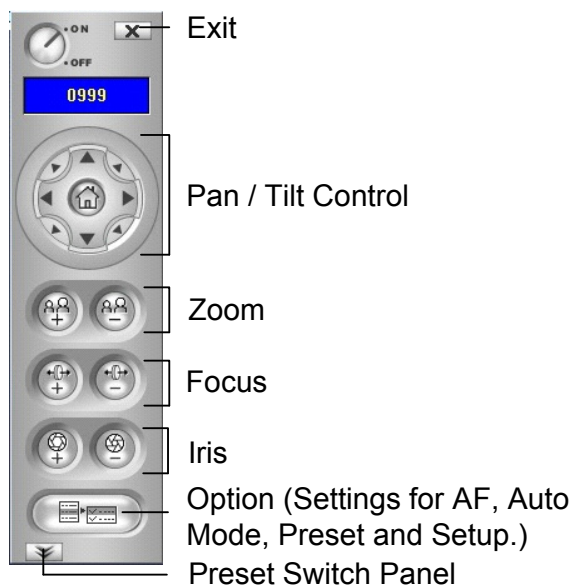 ON
Exit
OFF
0999
Pan / Tilt Control
Zoom
Focus
Iris
Option (Settings for AF, Auto
Mode, Preset and Setup.)
Preset Switch Panel